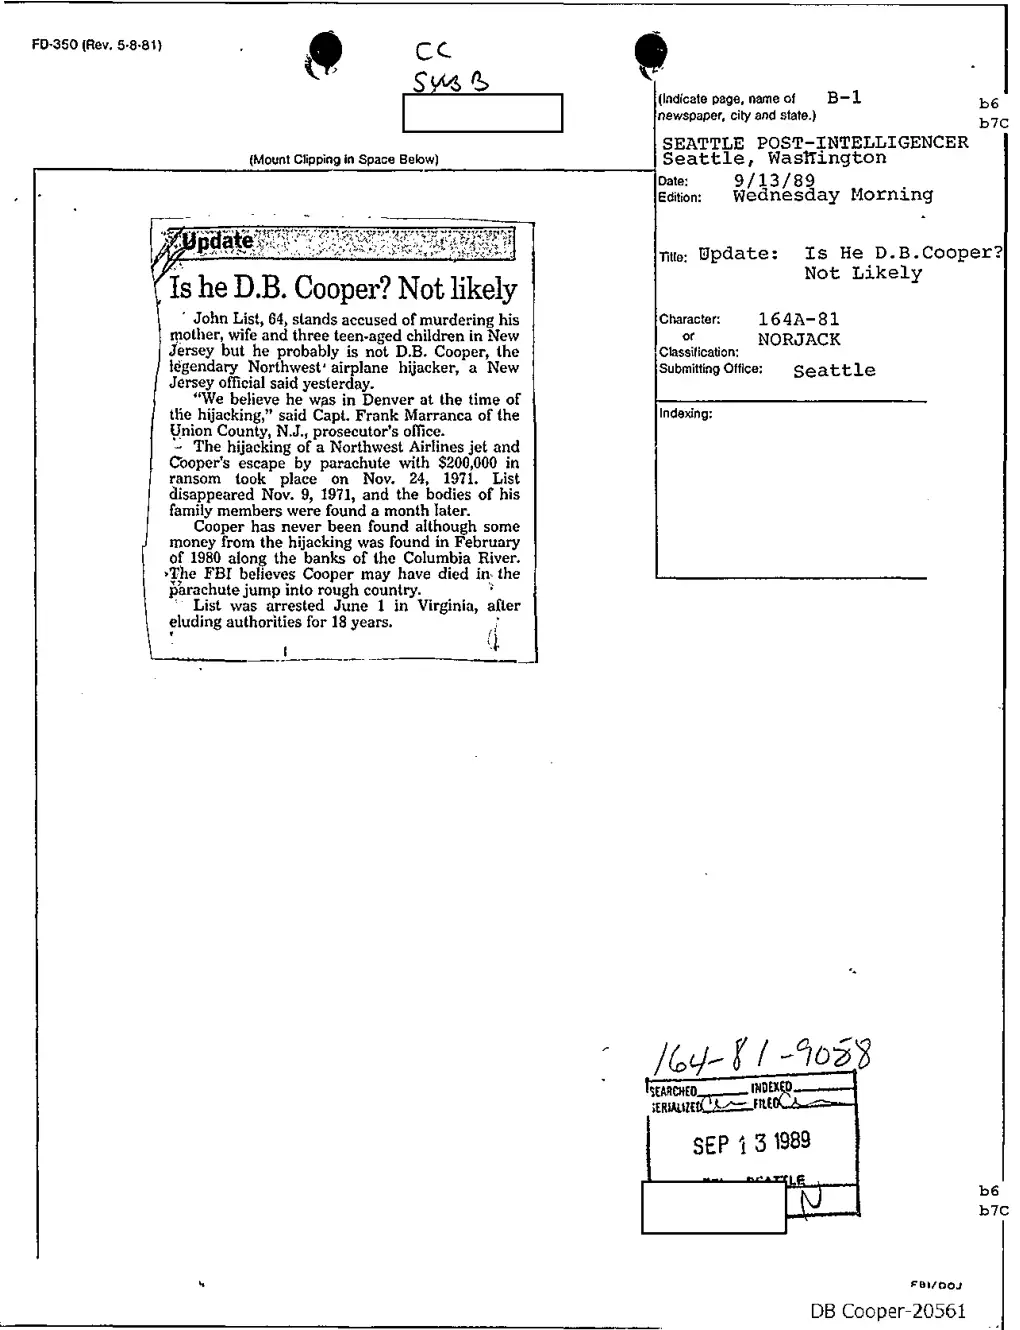 FD-350 (Rev. 5-8-81)
CC
SUB B
(Mount Clipping in Space Below)
(Indicate page, name of B-1
newspaper, city and state.)
b6
b7C
SEATTLE POST-INTELLIGENCER
Seattle, Washington
Date: 9/13/89
Edition: Wednesday Morning
Title: Update: Is He D.B.Cooper?
Not Likely
Character: 164A-81
or NORJACK
Classification:
Submitting Office: Seattle
Indexing:
Update
Is he D.B. Cooper? Not likely
John List, 64, stands accused of murdering his
mother, wife and three teen-aged children in New
Jersey but he probably is not D.B. Cooper, the
legendary Northwest airplane hijacker, a New
Jersey official said yesterday.
"We believe he was in Denver at the time of
the hijacking," said Capt. Frank Marranca of the
Union County, N.J., prosecutor's office.
The hijacking of a Northwest Airlines jet and
Cooper's escape by parachute with $200,000 in
ransom took place on Nov. 24, 1971. List
disappeared Nov. 9, 1971, and the bodies of his
family members were found a month later.
Cooper has never been found although some
money from the hijacking was found in February
of 1980 along the banks of the Columbia River.
The FBI believes Cooper may have died in the
parachute jump into rough country.
List was arrested June 1 in Virginia, after
eluding authorities for 18 years.
164-81-9058
SEARCHED INDEXED
SERIALIZED FILED
SEP 13 1989
SEATTLE
N
b6
b7C
FBI/DOJ
DB Cooper-20561